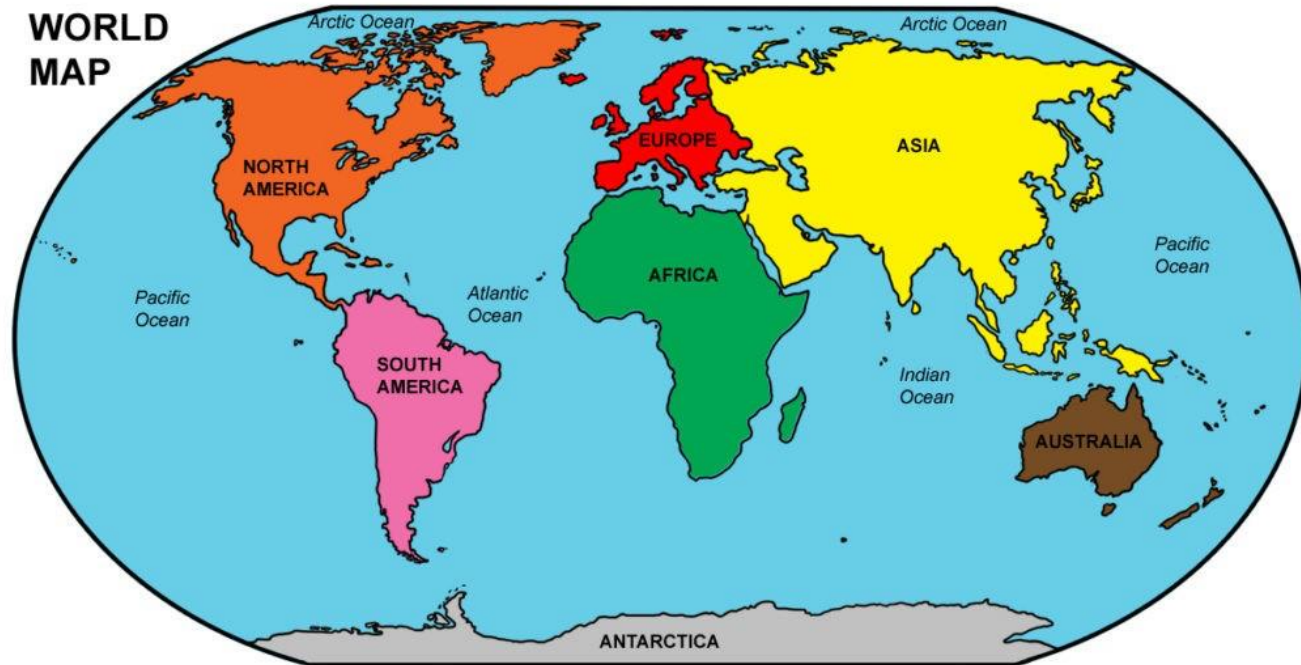 WORLD
MAP
Arctic Ocean
Arctic Ocean
NORTH
AMERICA
EUROPE
ASIA
Pacific
Ocean
Atlantic
Ocean
AFRICA
Pacific
Ocean
SOUTH
AMERICA
Indian
Ocean
AUSTRALIA
ANTARCTICA